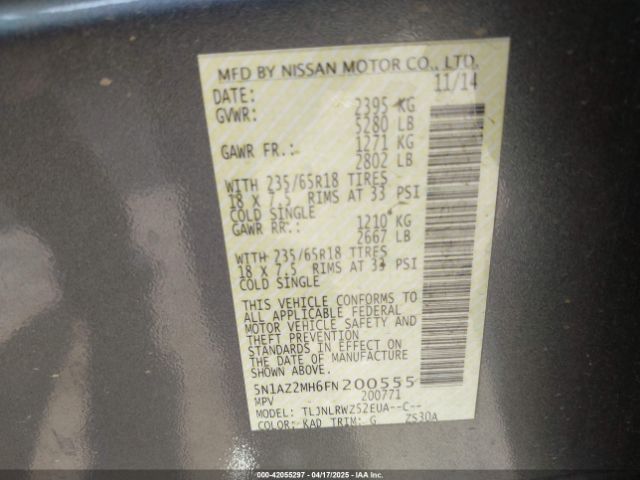 MFD BY NISSAN MOTOR CO., LTD.
DATE: 11/14
GVWR: 2395 KG
5280 LB
GAWR FR.: 1271 KG
2802 LB
WITH 235/65R18 TIRES
18 X 7.5 RIMS AT 33 PSI
COLD SINGLE
GAWR RR.: 1210 KG
2667 LB
WITH 235/65R18 TIRES
18 X 7.5 RIMS AT 33 PSI
COLD SINGLE
THIS VEHICLE CONFORMS TO
ALL APPLICABLE FEDERAL
MOTOR VEHICLE SAFETY AND
THEFT PREVENTION
STANDARDS IN EFFECT ON
THE DATE OF MANUFACTURE
SHOWN ABOVE.
5N1AZ2MH6FN200555
MPV 200771
MODEL: TLJNLRWZ52EUA--C--
COLOR: KAD TRIM: G ZS30A
000-42055297 - 04/17/2025 - IAAI.com